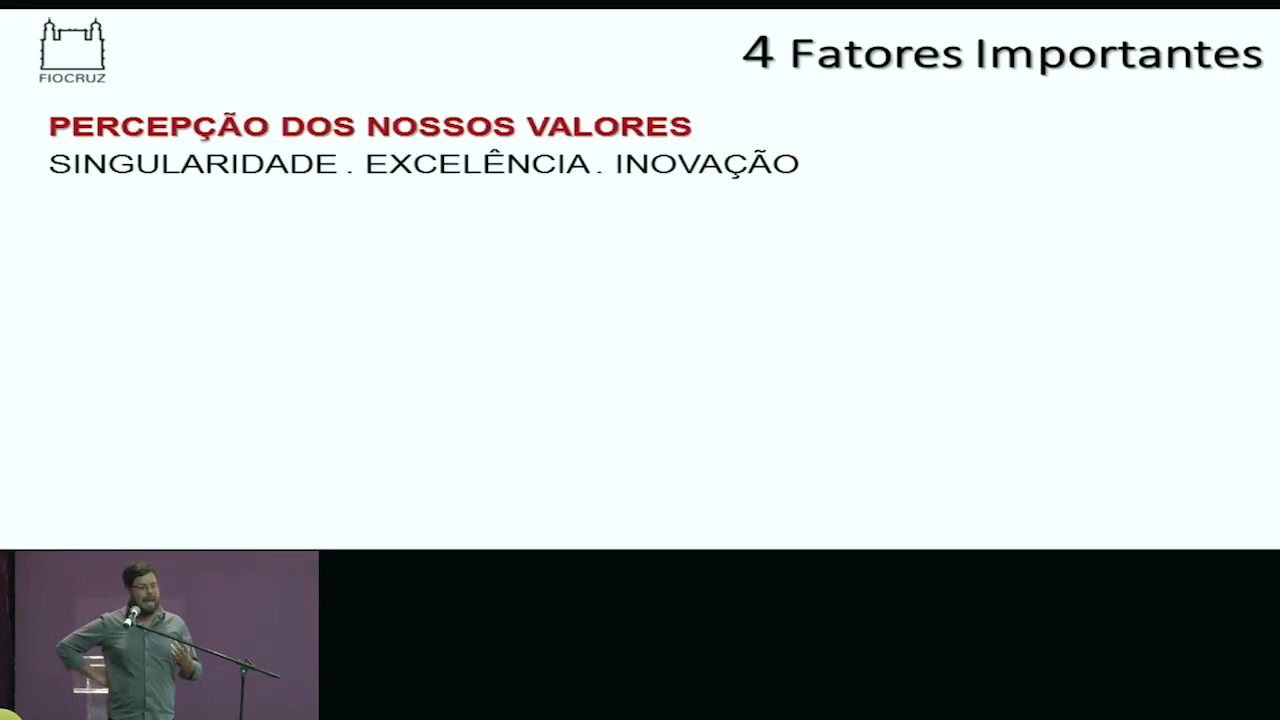 FIOCRUZ
4 Fatores Importantes
PERCEPÇÃO DOS NOSSOS VALORES
SINGULARIDADE . EXCELÊNCIA . INOVAÇÃO